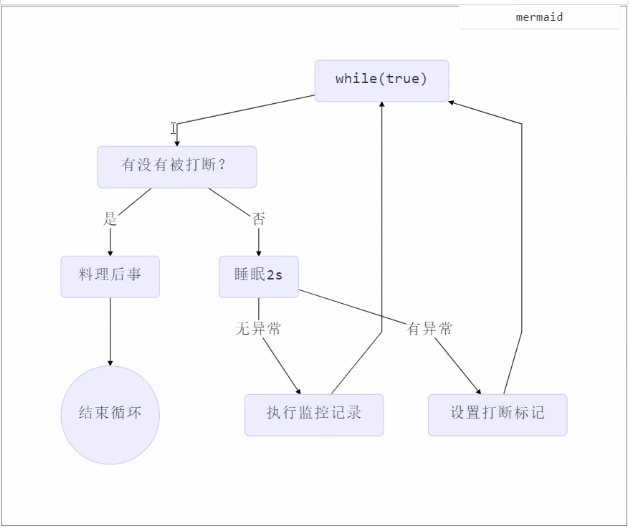 mermaid
while(true)
有没有被打断？
是
否
料理后事
睡眠2s
无异常
有异常
结束循环
执行监控记录
设置打断标记